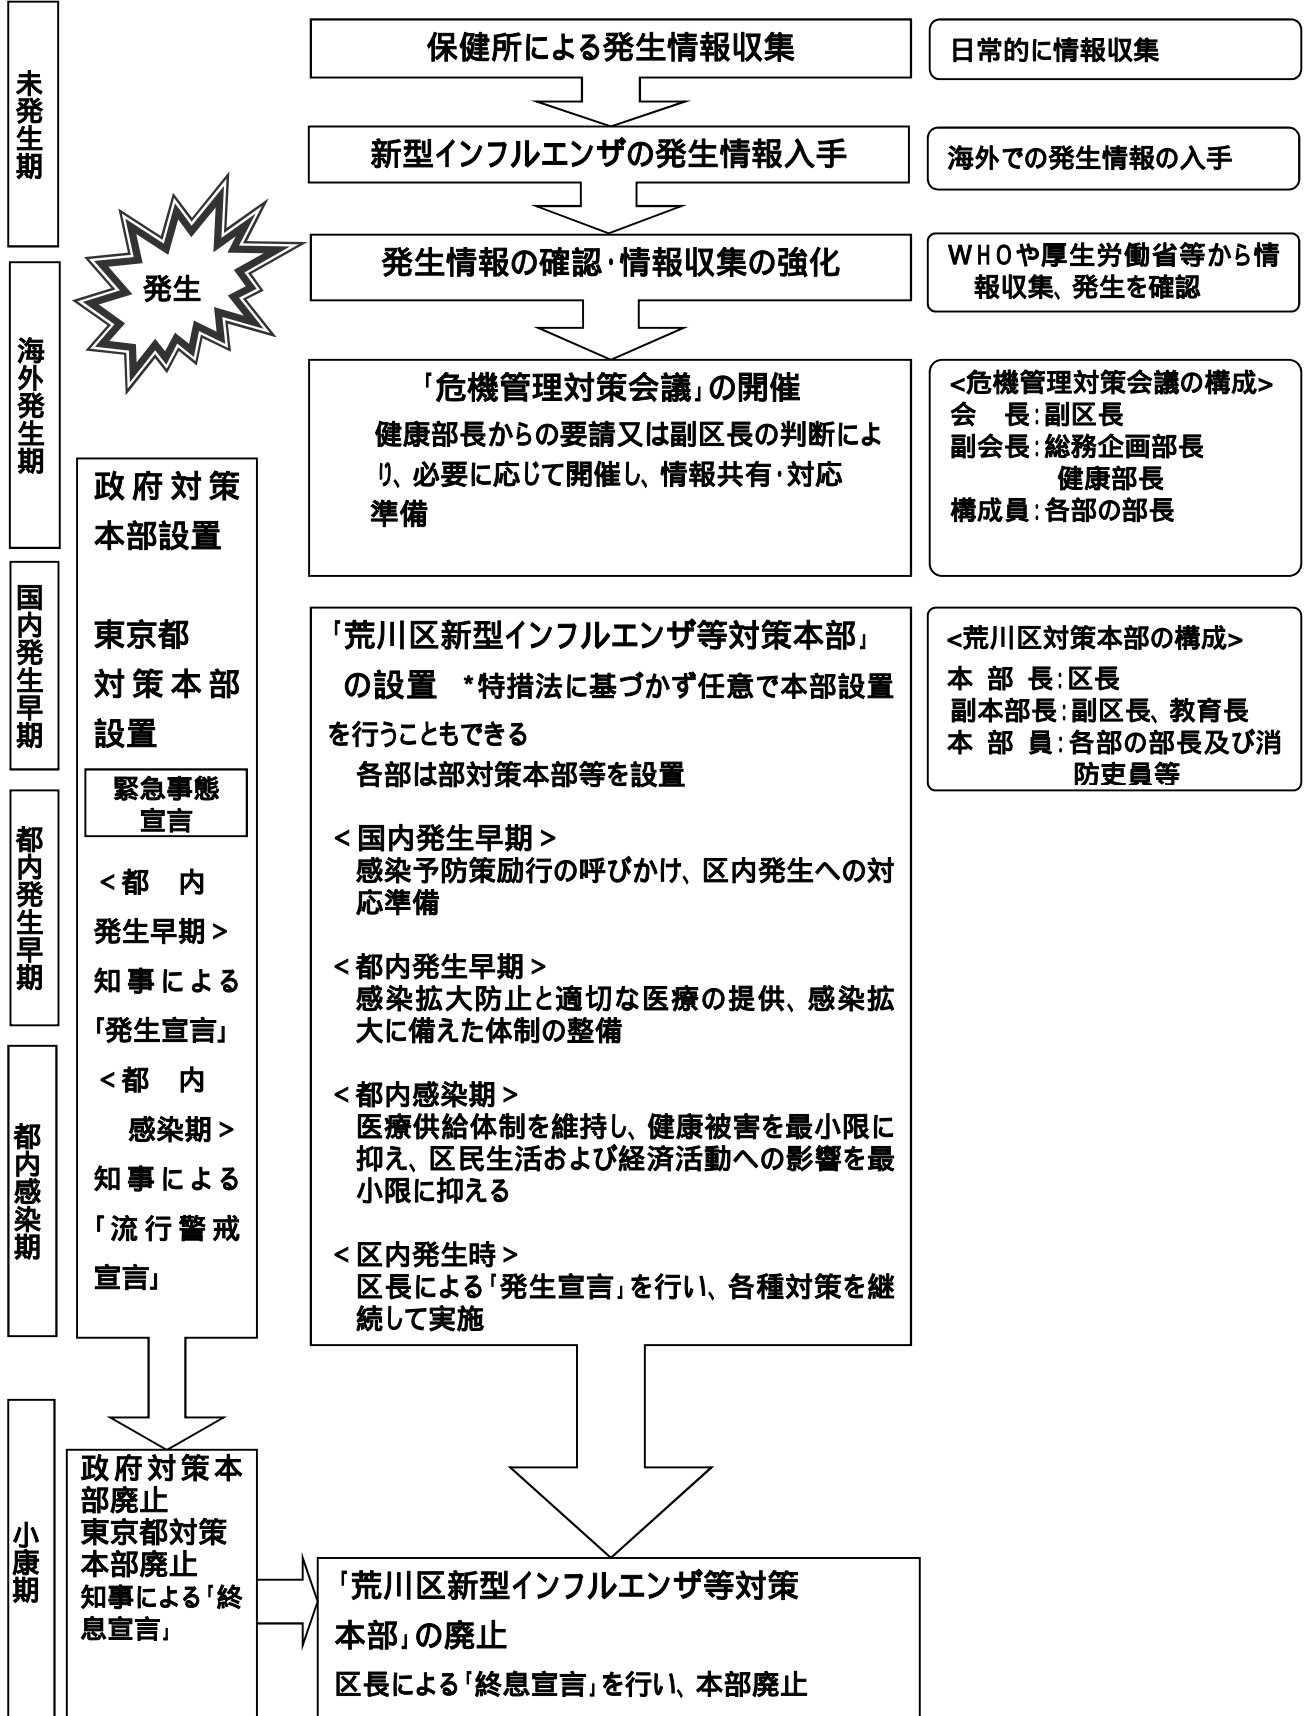 未発生期
保健所による発生情報収集
日常的に情報収集
新型インフルエンザの発生情報入手
海外での発生情報の入手
発生
発生情報の確認・情報収集の強化
WHOや厚生労働省等から情
報収集、発生を確認
海外発生期
「危機管理対策会議」の開催
健康部長からの要請又は副区長の判断によ
り、必要に応じて開催し、情報共有・対応
準備
<危機管理対策会議の構成>
会　長：副区長
副会長：総務企画部長
健康部長
構成員：各部の部長
政府対策
本部設置
東京都
対策本部
設置
緊急事態
宣言
<都　内
発生早期>
知事による
「発生宣言」
<都　内
感染期>
知事による
「流行警戒
宣言」
国内発生早期
都内発生早期
都内感染期
「荒川区新型インフルエンザ等対策本部」
の設置　*特措法に基づかず任意で本部設置
を行うこともできる
各部は部対策本部等を設置
<国内発生早期>
感染予防策励行の呼びかけ、区内発生への対
応準備
<都内発生早期>
感染拡大防止と適切な医療の提供、感染拡
大に備えた体制の整備
<都内感染期>
医療供給体制を維持し、健康被害を最小限に
抑え、区民生活および経済活動への影響を最
小限に抑える
<区内発生時>
区長による「発生宣言」を行い、各種対策を継
続して実施
<荒川区対策本部の構成>
本 部 長：区長
副本部長：副区長、教育長
本 部 員：各部の部長及び消
防吏員等
小康期
政府対策本
部廃止
東京都対策
本部廃止
知事による「終
息宣言」
「荒川区新型インフルエンザ等対策
本部」の廃止
区長による「終息宣言」を行い、本部廃止